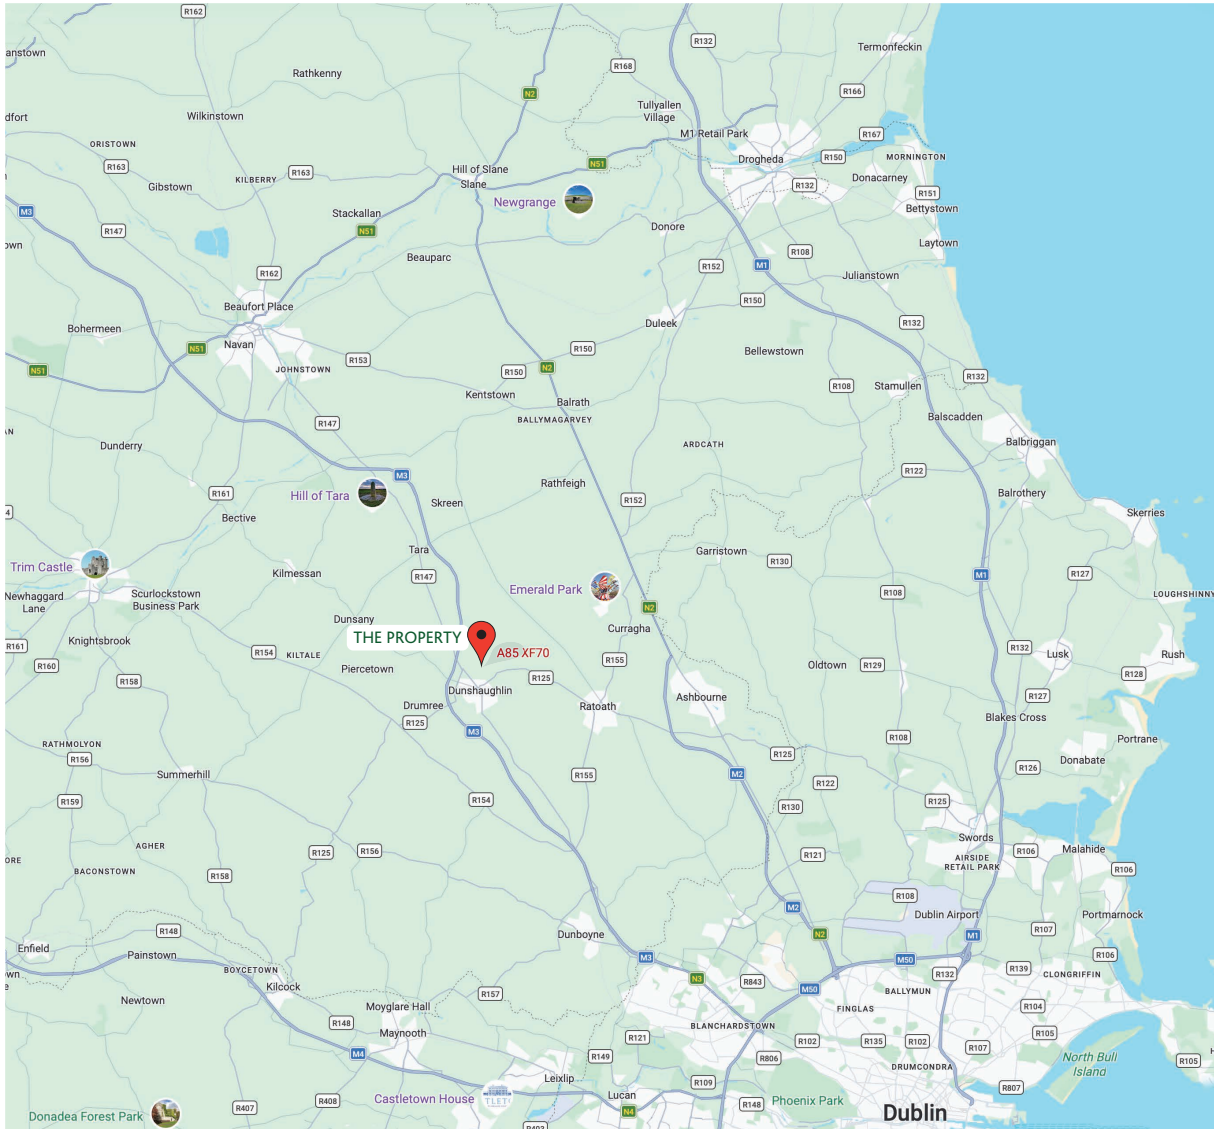 R162
anstown
R132
Termonfeckin
Rathkenny
R168
N2
R166
dfort
Wilkinstown
Tullyallen
Village
M1 Retail Park
R167
ORISTOWN
R163
Gibstown
KILBERRY
R163
Hill of Slane
Slane
N51
Drogheda
R150
MORNINGTON
Donacarney
R132
R151
Bettystown
Newgrange
M3
Stackallan
R147
N51
own
Donore
Laytown
R108
Beauparc
R152
M1
Julianstown
R162
R150
Beaufort Place
Duleek
R132
Bohermeen
Navan
N51
R150
Bellewstown
N51
JOHNSTOWN
R153
N2
R150
R108
Stamullen
R132
Kentstown
Balrath
BALLYMAGARVEY
Balscadden
R147
AN
Dunderry
ARDCATH
Balbriggan
R122
M3
Rathfeigh
R161
Hill of Tara
Skreen
R152
Balrothery
4
Bective
Skerries
Tara
Garristown
R130
Trim Castle
Kilmessan
R147
M1
R127
Emerald Park
R108
LOUGHSHINNY
Newhaggard
Lane
Scurlockstown
Business Park
N2
Dunsany
Curragha
THE PROPERTY
A85 XF70
Knightsbrook
R161
R154
KILTALE
R155
R132
Lusk
Rush
R160
Piercetown
Oldtown
R129
R128
R158
R125
Dunshaughlin
Ashbourne
R127
Drumree
Ratoath
R125
Blakes Cross
M3
R108
Portrane
RATHMOLYON
R156
R125
Donabate
Summerhill
R155
M2
R126
R122
R159
R154
R130
R125
Swords
AGHER
R125
R156
R121
R106
Malahide
ORE
AIRSIDE
RETAIL PARK
BACONSTOWN
R158
R106
R108
M2
Dublin Airport
Portmarnock
R148
Dunboyne
N2
M1
R107
Enfield
Painstown
M3
M50
R106
own
e
BOYCETOWN
N3
R132
R139
CLONGRIFFIN
Kilcock
R843
M50
BALLYMUN
Newtown
R157
Moyglare Hall
FINGLAS
R104
R148
Maynooth
BLANCHARDSTOWN
R105
R121
R102
R135
R102
R107
M4
R149
R806
North Bull
Island
R105
DRUMCONDRA
Leixlip
R109
R807
Castletown House
TLET
Lucan
R148
Phoenix Park
Donadea Forest Park
R407
R408
N4
Dublin
R403